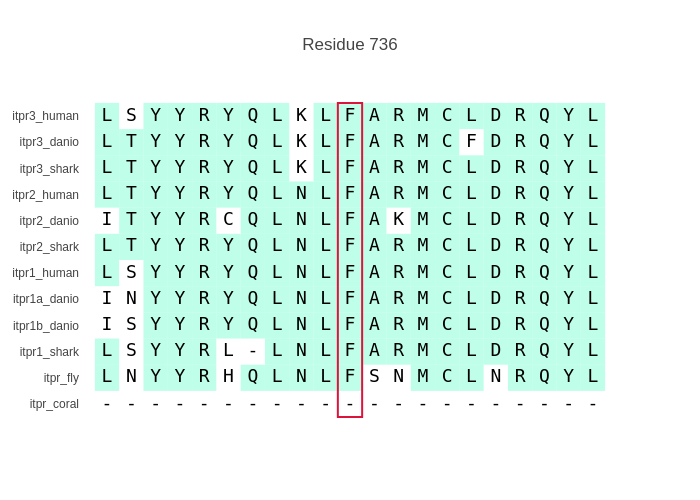 Residue 736
itpr3_human L S Y Y R Y Q L K L F A R M C L D R Q Y L
itpr3_danio L T Y Y R Y Q L K L F A R M C F D R Q Y L
itpr3_shark L T Y Y R Y Q L K L F A R M C L D R Q Y L
itpr2_human L T Y Y R Y Q L N L F A R M C L D R Q Y L
itpr2_danio I T Y Y R C Q L N L F A K M C L D R Q Y L
itpr2_shark L T Y Y R Y Q L N L F A R M C L D R Q Y L
itpr1_human L S Y Y R Y Q L N L F A R M C L D R Q Y L
itpr1a_danio I N Y Y R Y Q L N L F A R M C L D R Q Y L
itpr1b_danio I S Y Y R Y Q L N L F A R M C L D R Q Y L
itpr1_shark L S Y Y R L - L N L F A R M C L D R Q Y L
itpr_fly L N Y Y R H Q L N L F S N M C L N R Q Y L
itpr_coral - - - - - - - - - - - - - - - - - - - - -